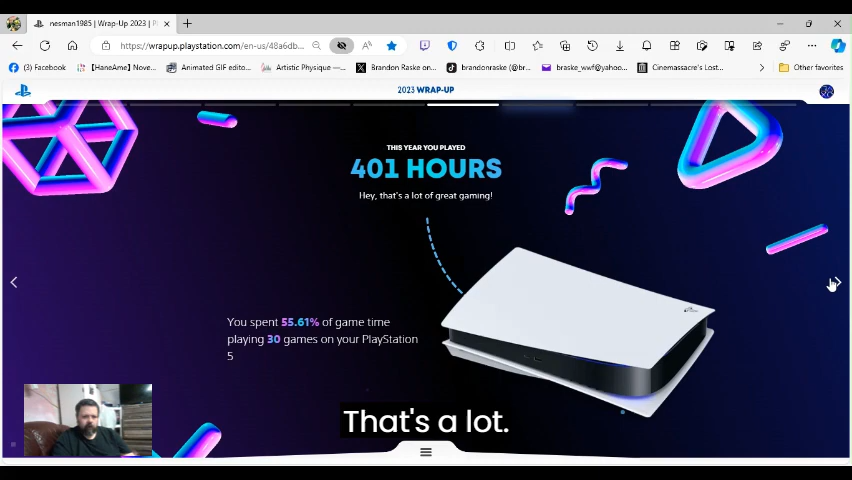 nesman1985 | Wrap-Up 2023 | P
https://wrapup.playstation.com/en-us/48a6db...
(3) Facebook
【HaneAme】Nove...
Animated GIF edito...
Artistic Physique —...
Brandon Raske on...
brandonraske (@br...
braske_wwf@yahoo...
Cinemassacre's Lost...
Other favorites
2023 WRAP-UP
THIS YEAR YOU PLAYED
401 HOURS
Hey, that's a lot of great gaming!
You spent 55.61% of game time
playing 30 games on your PlayStation
5
That's a lot.